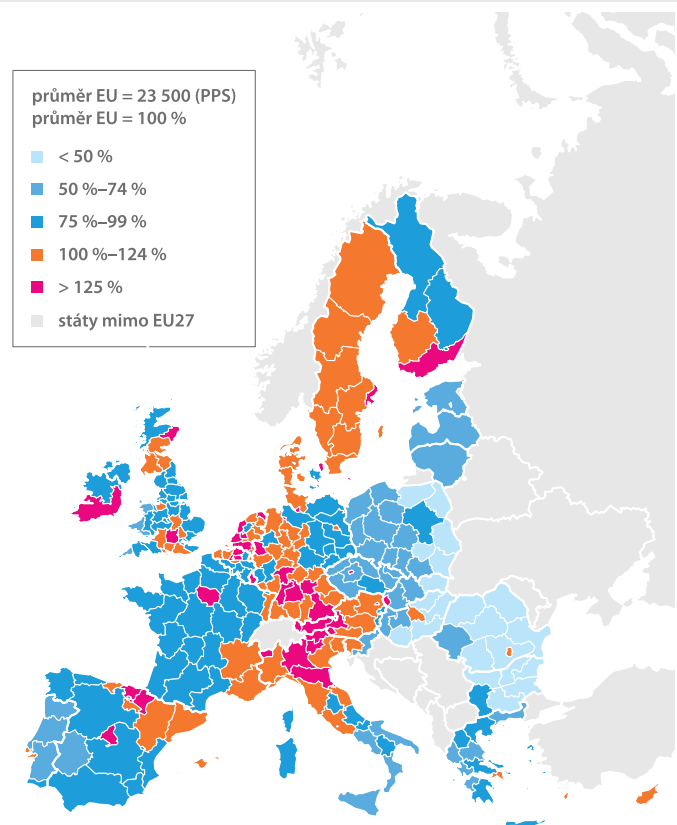 průměr EU = 23 500 (PPS)
průměr EU = 100 %
< 50 %
50 %–74 %
75 %–99 %
100 %–124 %
> 125 %
státy mimo EU27